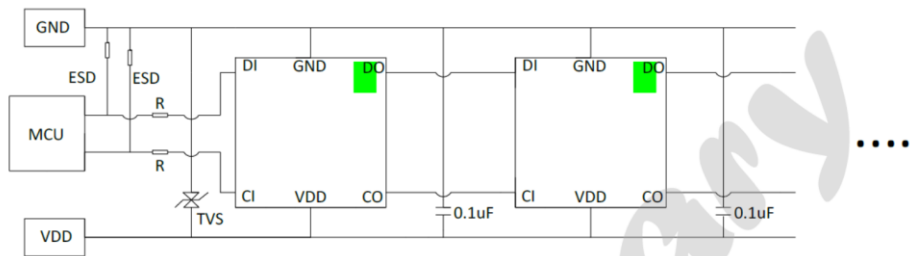 GND
DI GND DO
DI GND DO
ESD ESD
R
MCU
R
CI VDD CO
CI VDD CO
TVS
0.1uF
0.1uF
VDD
....